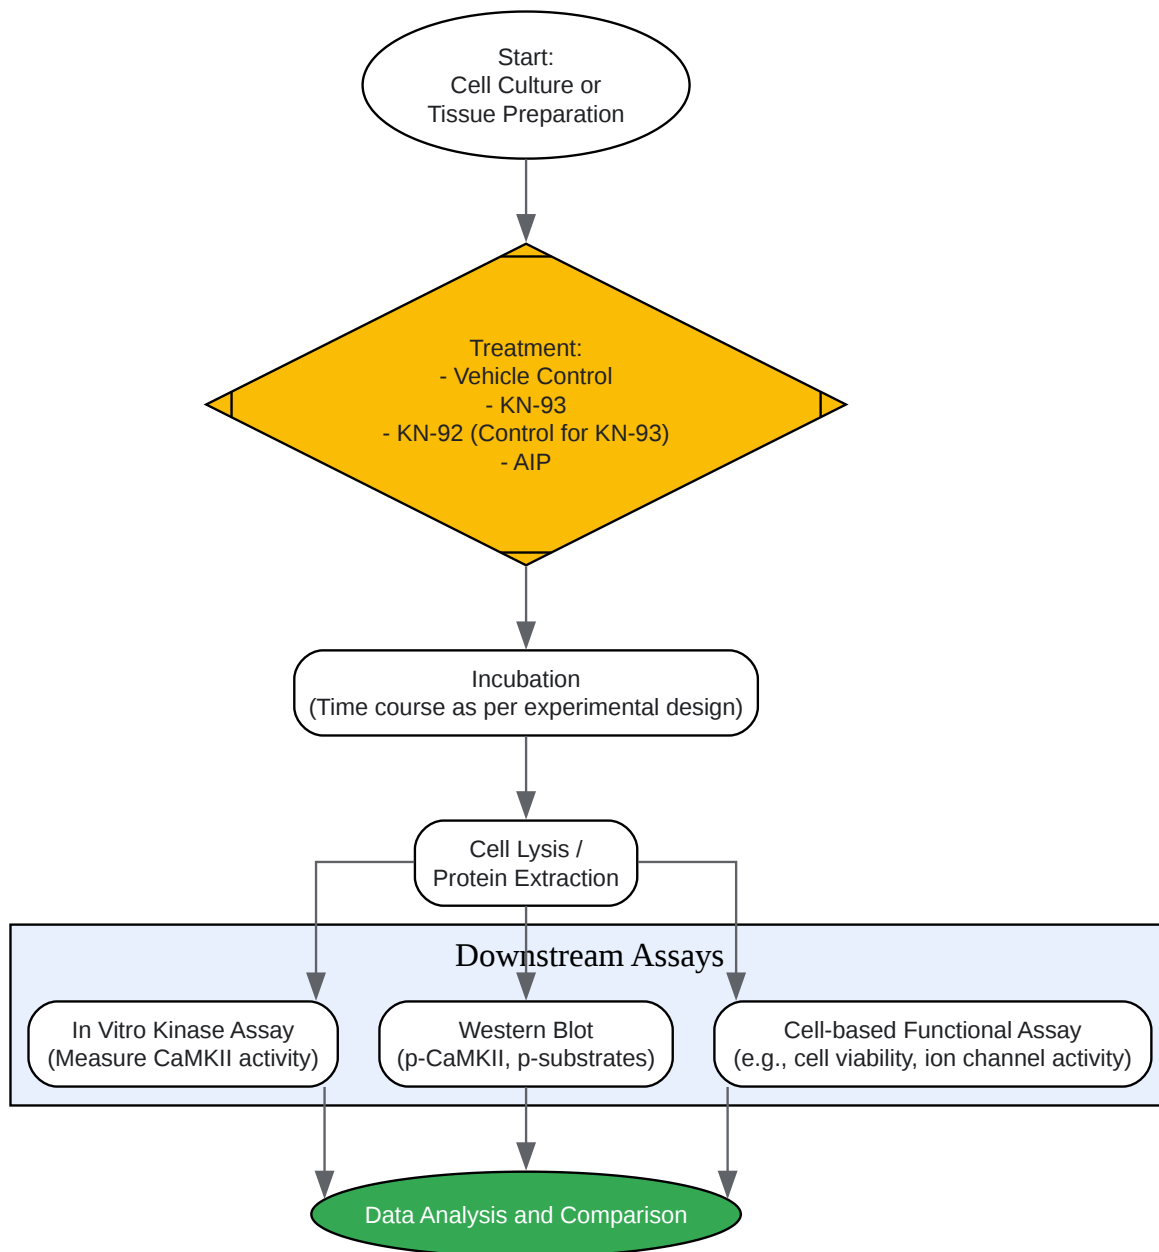 Start:
Cell Culture or
Tissue Preparation
Treatment:
- Vehicle Control
- KN-93
- KN-92 (Control for KN-93)
- AIP
Incubation
(Time course as per experimental design)
Cell Lysis /
Protein Extraction
Downstream Assays
In Vitro Kinase Assay
(Measure CaMKII activity)
Western Blot
(p-CaMKII, p-substrates)
Cell-based Functional Assay
(e.g., cell viability, ion channel activity)
Data Analysis and Comparison